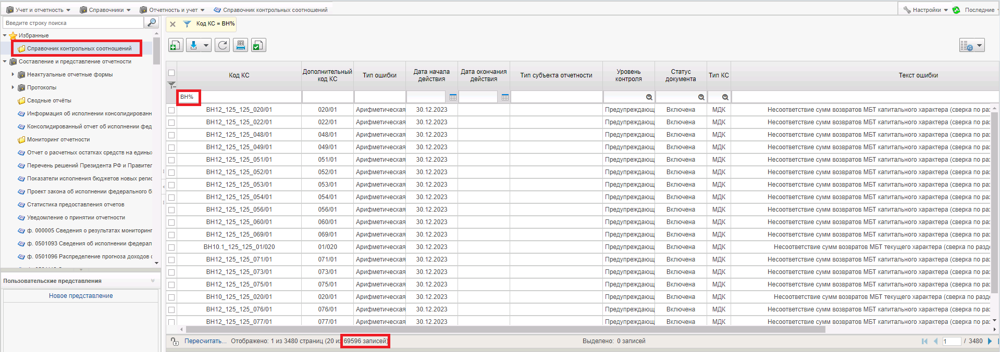 Учет и отчетность
Справочники
Отчетность и учет
Справочник контрольных соотношений
Настройки
Последние
Введите строку поиска
Избранные
Справочник контрольных соотношений
Составление и представление отчетности
Неактуальные отчетные формы
Протоколы
Сводные отчёты
Информация об исполнении консолидированн
Консолидированный отчет об исполнении фед
Мониторинг отчетности
Отчет о расчетных остатках средств на единых
Перечень решений Президента РФ и Правител
Показатели исполнения бюджетов новых регис
Проект закона об исполнении федерального б
Статистика предоставления отчетов
Уведомление о принятии отчетности
ф. 000005 Сведения о результатах мониторинг
ф. 0501093 Сведения об исполнении федерал
ф. 0501096 Распределение прогноза доходов с
Пользовательские представления
Новое представление
Код КС = ВН%
Код КС
Дополнительный код КС
Тип ошибки
Дата начала действия
Дата окончания действия
Тип субъекта отчетности
Уровень контроля
Статус документа
Тип КС
Текст ошибки
ВН%
ВН12_125_125_020/01 020/01 Арифметическая 30.12.2023 Предупреждающ Включена МДК Несоответствие сумм возвратов МБТ капитального характера (сверка по раз
ВН12_125_125_022/01 022/01 Арифметическая 30.12.2023 Предупреждающ Включена МДК Несоответствие сумм возвратов МБТ капитального характера (сверка по раз
ВН12_125_125_048/01 048/01 Арифметическая 30.12.2023 Предупреждающ Включена МДК Несоответствие сумм возвратов МБТ капитального характера (сверка по раз
ВН12_125_125_049/01 049/01 Арифметическая 30.12.2023 Предупреждающ Включена МДК Несоответствие сумм возвратов МБТ капитального характера (сверка по раз
ВН12_125_125_051/01 051/01 Арифметическая 30.12.2023 Предупреждающ Включена МДК Несоответствие сумм возвратов МБТ капитального характера (сверка по раз
ВН12_125_125_052/01 052/01 Арифметическая 30.12.2023 Предупреждающ Включена МДК Несоответствие сумм возвратов МБТ капитального характера (сверка по раз
ВН12_125_125_053/01 053/01 Арифметическая 30.12.2023 Предупреждающ Включена МДК Несоответствие сумм возвратов МБТ капитального характера (сверка по раз
ВН12_125_125_054/01 054/01 Арифметическая 30.12.2023 Предупреждающ Включена МДК Несоответствие сумм возвратов МБТ капитального характера (сверка по раз
ВН12_125_125_056/01 056/01 Арифметическая 30.12.2023 Предупреждающ Включена МДК Несоответствие сумм возвратов МБТ капитального характера (сверка по раз
ВН12_125_125_060/01 060/01 Арифметическая 30.12.2023 Предупреждающ Включена МДК Несоответствие сумм возвратов МБТ капитального характера (сверка по раз
ВН12_125_125_069/01 069/01 Арифметическая 30.12.2023 Предупреждающ Включена МДК Несоответствие сумм возвратов МБТ капитального характера (сверка по раз
ВН10.1_125_125_01/020 01/020 Арифметическая 30.12.2023 Предупреждающ Включена МДК Несоответствие сумм возвратов МБТ текущего характера (сверка по разде
ВН12_125_125_071/01 071/01 Арифметическая 30.12.2023 Предупреждающ Включена МДК Несоответствие сумм возвратов МБТ капитального характера (сверка по раз
ВН12_125_125_073/01 073/01 Арифметическая 30.12.2023 Предупреждающ Включена МДК Несоответствие сумм возвратов МБТ капитального характера (сверка по раз
ВН12_125_125_075/01 075/01 Арифметическая 30.12.2023 Предупреждающ Включена МДК Несоответствие сумм возвратов МБТ капитального характера (сверка по раз
ВН10_125_125_020/01 020/01 Арифметическая 30.12.2023 Предупреждающ Включена МДК Несоответствие сумм возвратов МБТ текущего характера (сверка по разде
ВН12_125_125_076/01 076/01 Арифметическая 30.12.2023 Предупреждающ Включена МДК Несоответствие сумм возвратов МБТ капитального характера (сверка по раз
ВН12_125_125_077/01 077/01 Арифметическая 30.12.2023 Предупреждающ Включена МДК Несоответствие сумм возвратов МБТ капитального характера (сверка по раз
Пересчитать... Отображено: 1 из 3480 страниц (20 из 69596 записей) Выделено: 0 записей 1 / 3480